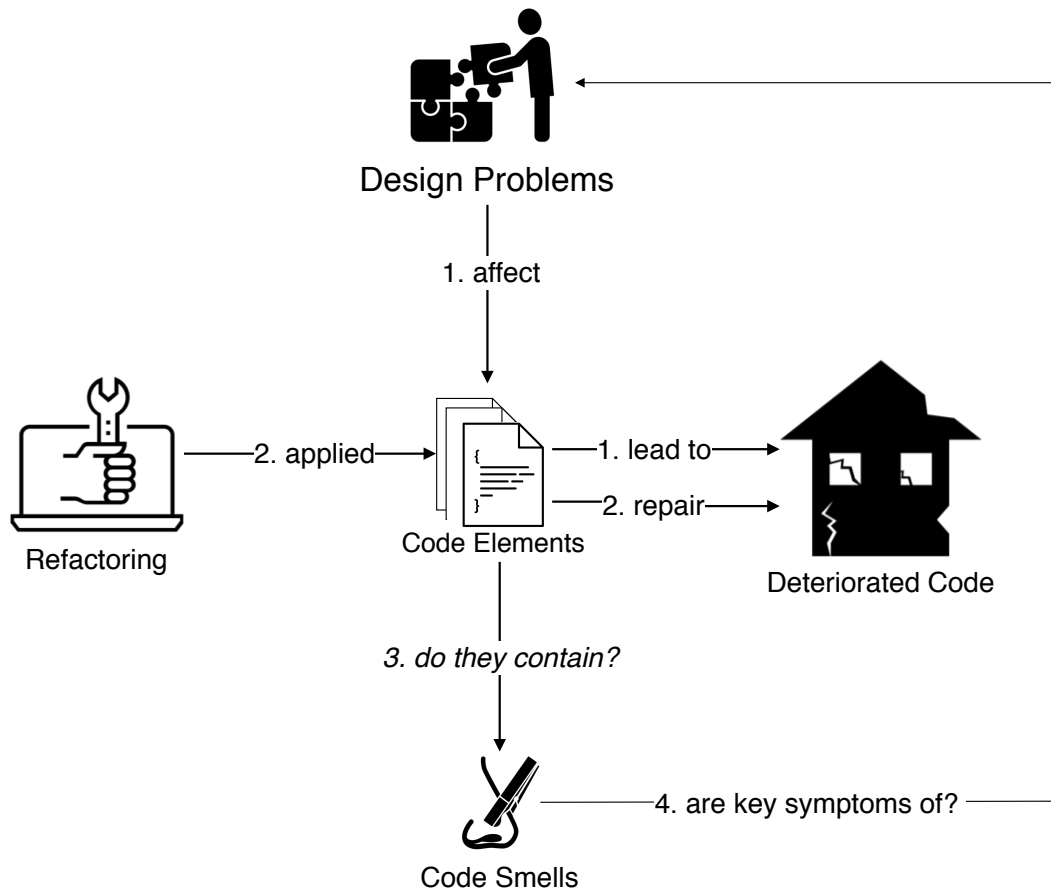 Design Problems
1. affect
2. applied
1. lead to
{
}
2. repair
Refactoring
Code Elements
Deteriorated Code
3. do they contain?
4. are key symptoms of?
Code Smells